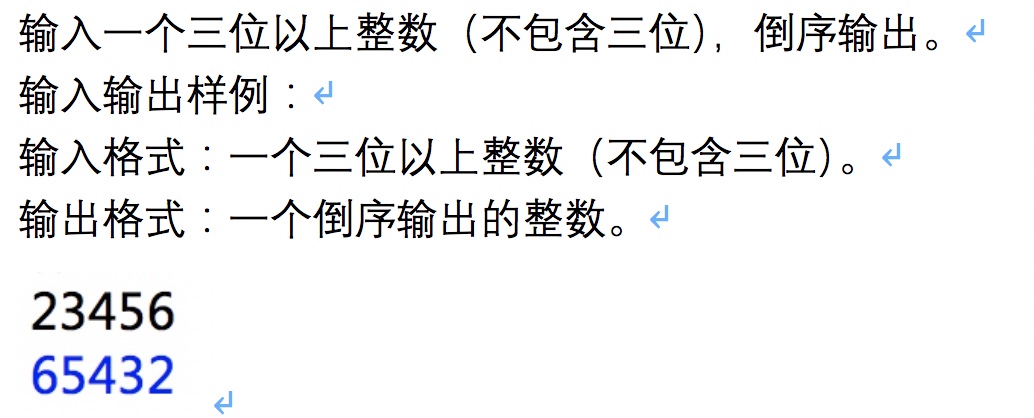 输入一个三位以上整数（不包含三位），倒序输出。
输入输出样例：
输入格式：一个三位以上整数（不包含三位）。
输出格式：一个倒序输出的整数。
23456
65432